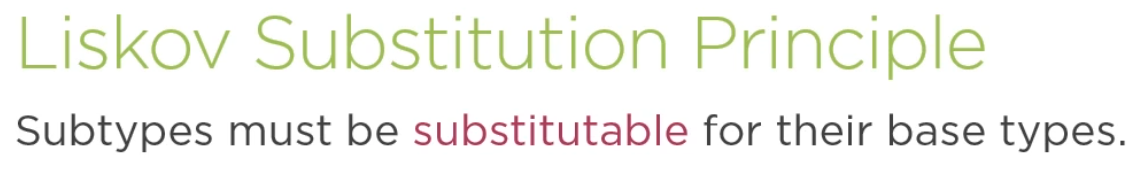 Liskov Substitution Principle
Subtypes must be substitutable for their base types.